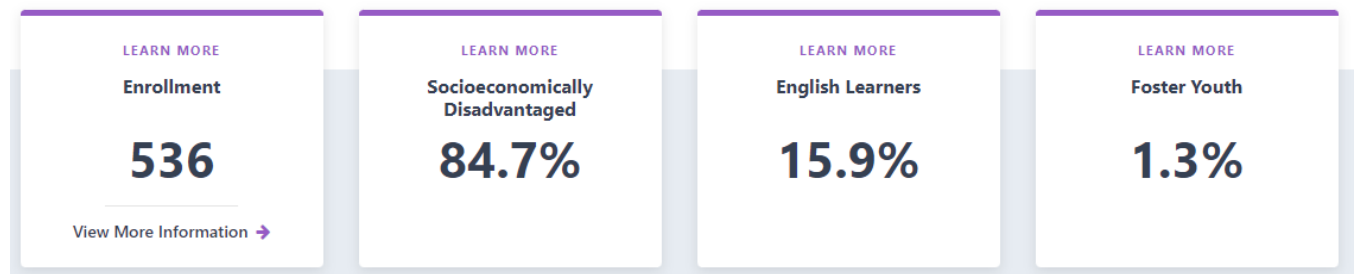 LEARN MORE
Enrollment
536
View More Information
LEARN MORE
Socioeconomically
Disadvantaged
84.7%
LEARN MORE
English Learners
15.9%
LEARN MORE
Foster Youth
1.3%